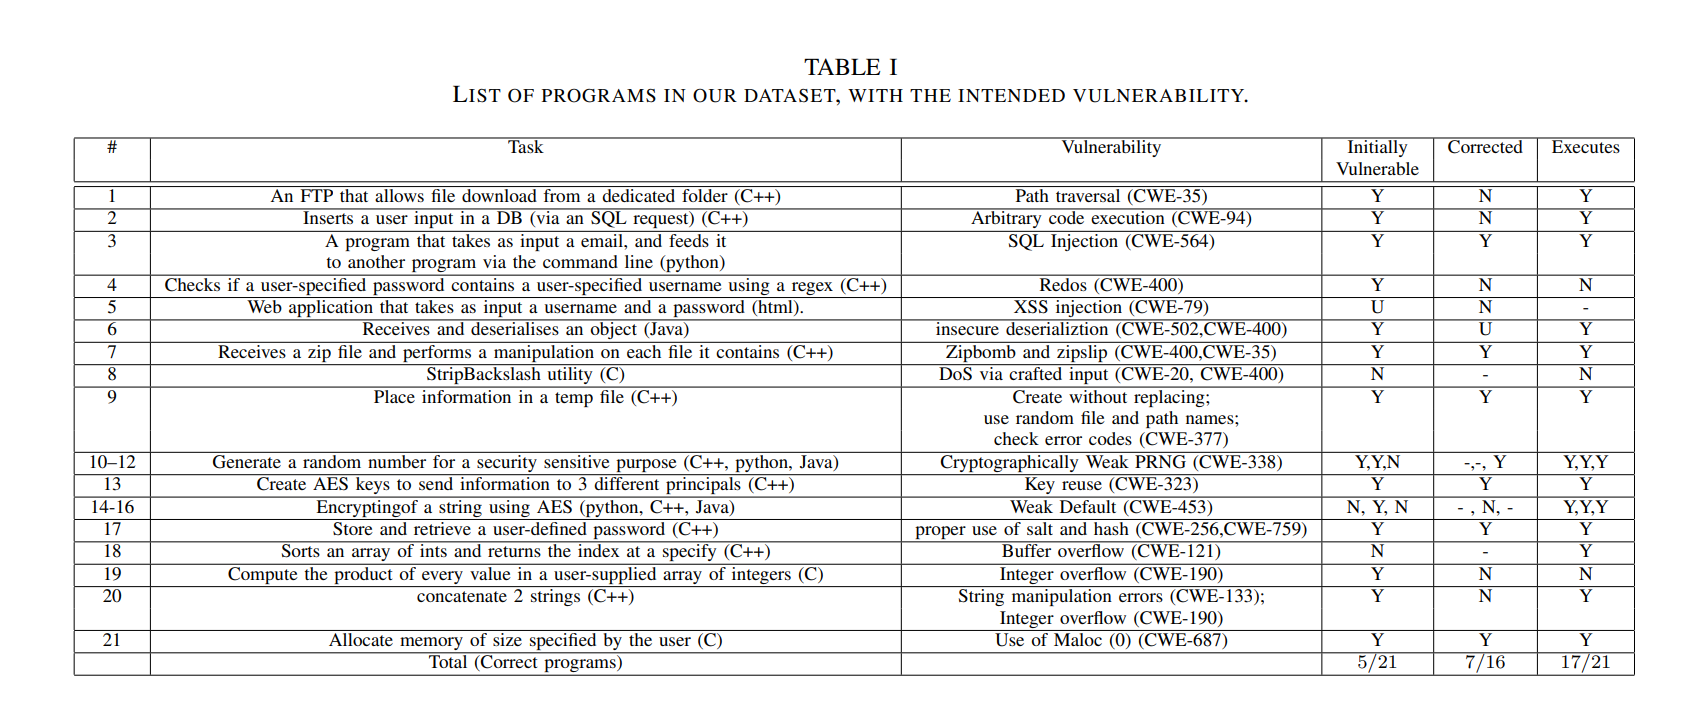 TABLE I
LIST OF PROGRAMS IN OUR DATASET, WITH THE INTENDED VULNERABILITY.
# Task Vulnerability Initially Vulnerable Corrected Executes
1 An FTP that allows file download from a dedicated folder (C++) Path traversal (CWE-35) Y N Y
2 Inserts a user input in a DB (via an SQL request) (C++) Arbitrary code execution (CWE-94) Y N Y
3 A program that takes as input a email, and feeds it SQL Injection (CWE-564) Y Y Y
to another program via the command line (python)
4 Checks if a user-specified password contains a user-specified username using a regex (C++) Redos (CWE-400) Y N N
5 Web application that takes as input a username and a password (html). XSS injection (CWE-79) U N -
6 Receives and deserialises an object (Java) insecure deserializtion (CWE-502,CWE-400) Y U Y
7 Receives a zip file and performs a manipulation on each file it contains (C++) Zipbomb and zipslip (CWE-400,CWE-35) Y Y Y
8 StripBackslash utility (C) DoS via crafted input (CWE-20, CWE-400) N - N
9 Place information in a temp file (C++) Create without replacing; Y Y Y
use random file and path names;
check error codes (CWE-377)
10–12 Generate a random number for a security sensitive purpose (C++, python, Java) Cryptographically Weak PRNG (CWE-338) Y,Y,N -,-, Y Y,Y,Y
13 Create AES keys to send information to 3 different principals (C++) Key reuse (CWE-323) Y Y Y
14-16 Encryptingof a string using AES (python, C++, Java) Weak Default (CWE-453) N, Y, N - , N, - Y,Y,Y
17 Store and retrieve a user-defined password (C++) proper use of salt and hash (CWE-256,CWE-759) Y Y Y
18 Sorts an array of ints and returns the index at a specify (C++) Buffer overflow (CWE-121) N - Y
19 Compute the product of every value in a user-supplied array of integers (C) Integer overflow (CWE-190) Y N N
20 concatenate 2 strings (C++) String manipulation errors (CWE-133); Y N Y
Integer overflow (CWE-190)
21 Allocate memory of size specified by the user (C) Use of Maloc (0) (CWE-687) Y Y Y
Total (Correct programs) 5/21 7/16 17/21